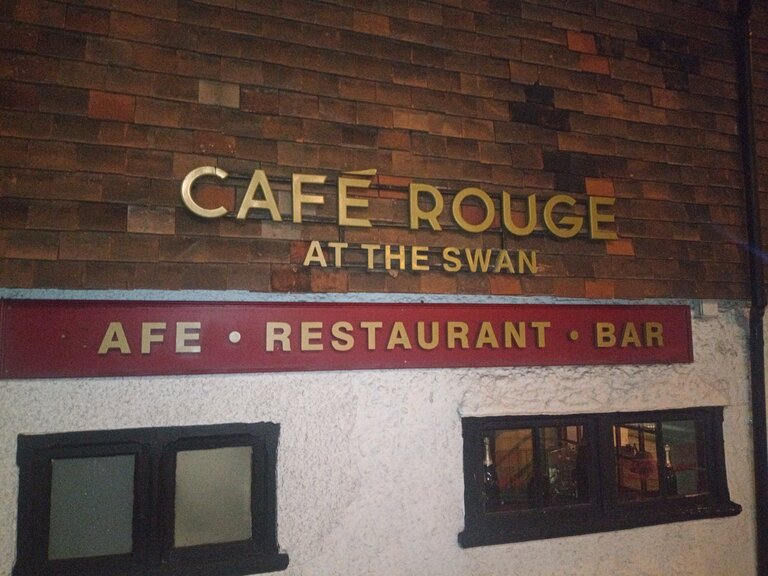 CAFÉ ROUGE
AT THE SWAN
AFE • RESTAURANT • BAR